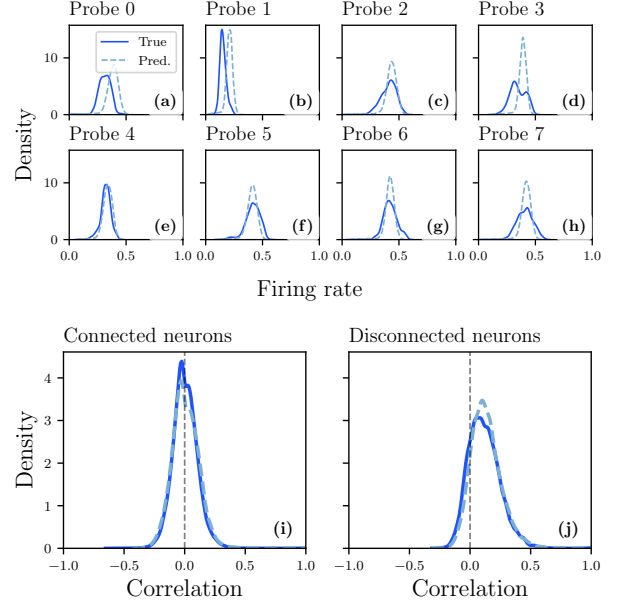 Probe 0
Probe 1
Probe 2
Probe 3
True
Pred.
10
0
(a)
(b)
(c)
(d)
Probe 4
Probe 5
Probe 6
Probe 7
Density
10
0
(e)
(f)
(g)
(h)
0.0 0.5 1.0
0.0 0.5 1.0
0.0 0.5 1.0
0.0 0.5 1.0
Firing rate
Connected neurons
Disconnected neurons
Density
4
3
2
1
0
(i)
(j)
−1.0 −0.5 0.0 0.5 1.0
−1.0 −0.5 0.0 0.5 1.0
Correlation
Correlation